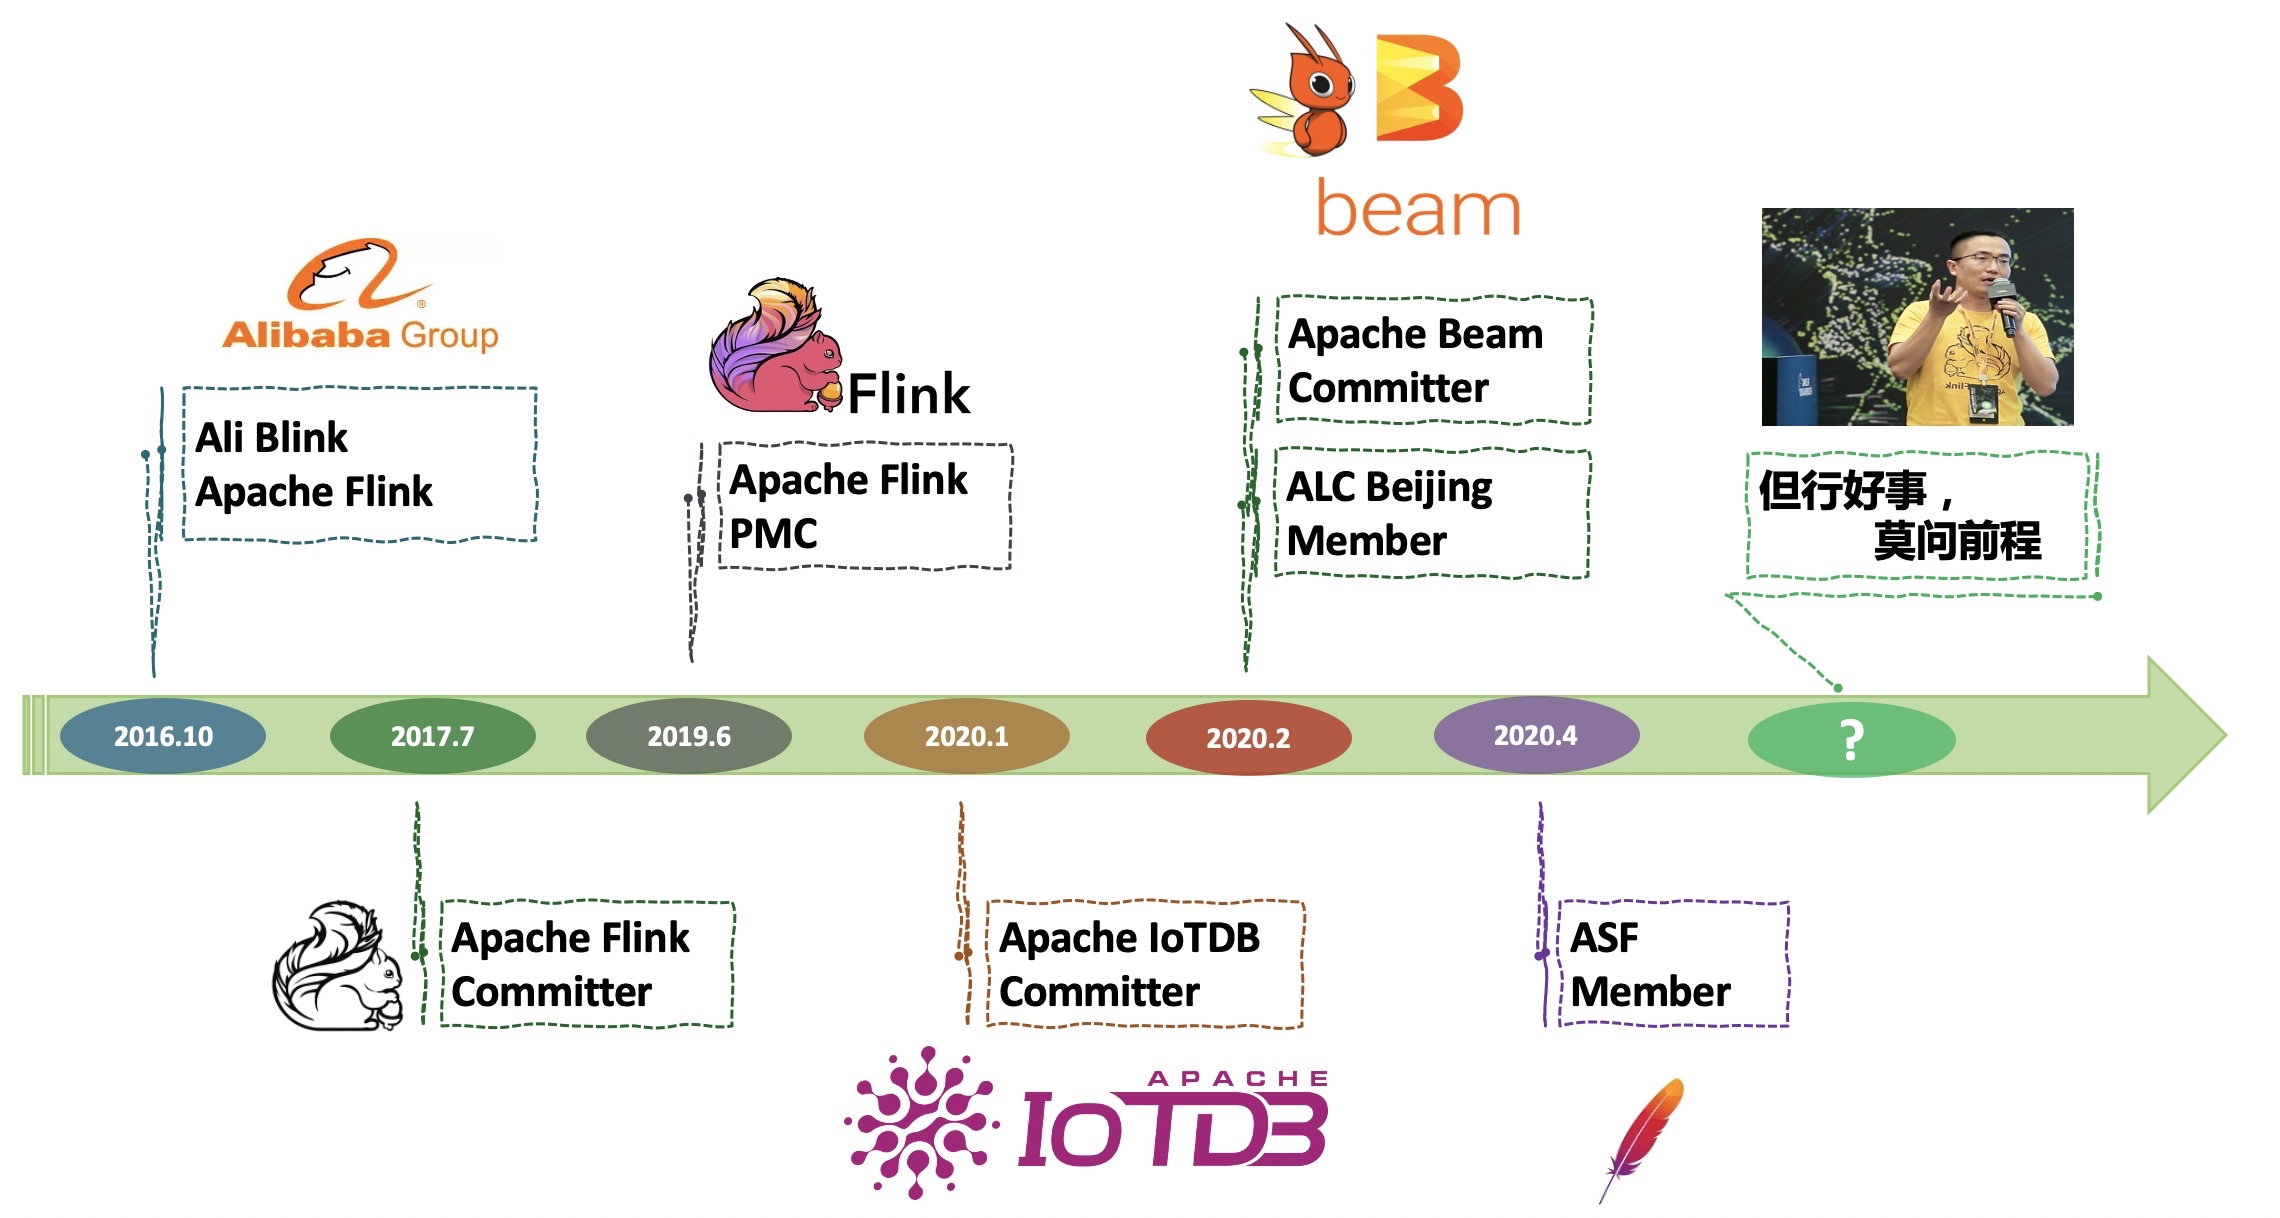 beam
Alibaba Group
Flink
Apache Beam
Committer
Ali Blink
Apache Flink
Apache Flink
PMC
ALC Beijing
Member
但行好事，
莫问前程
2016.10
2017.7
2019.6
2020.1
2020.2
2020.4
?
Apache Flink
Committer
Apache IoTDB
Committer
ASF
Member
APACHE
IoTDB